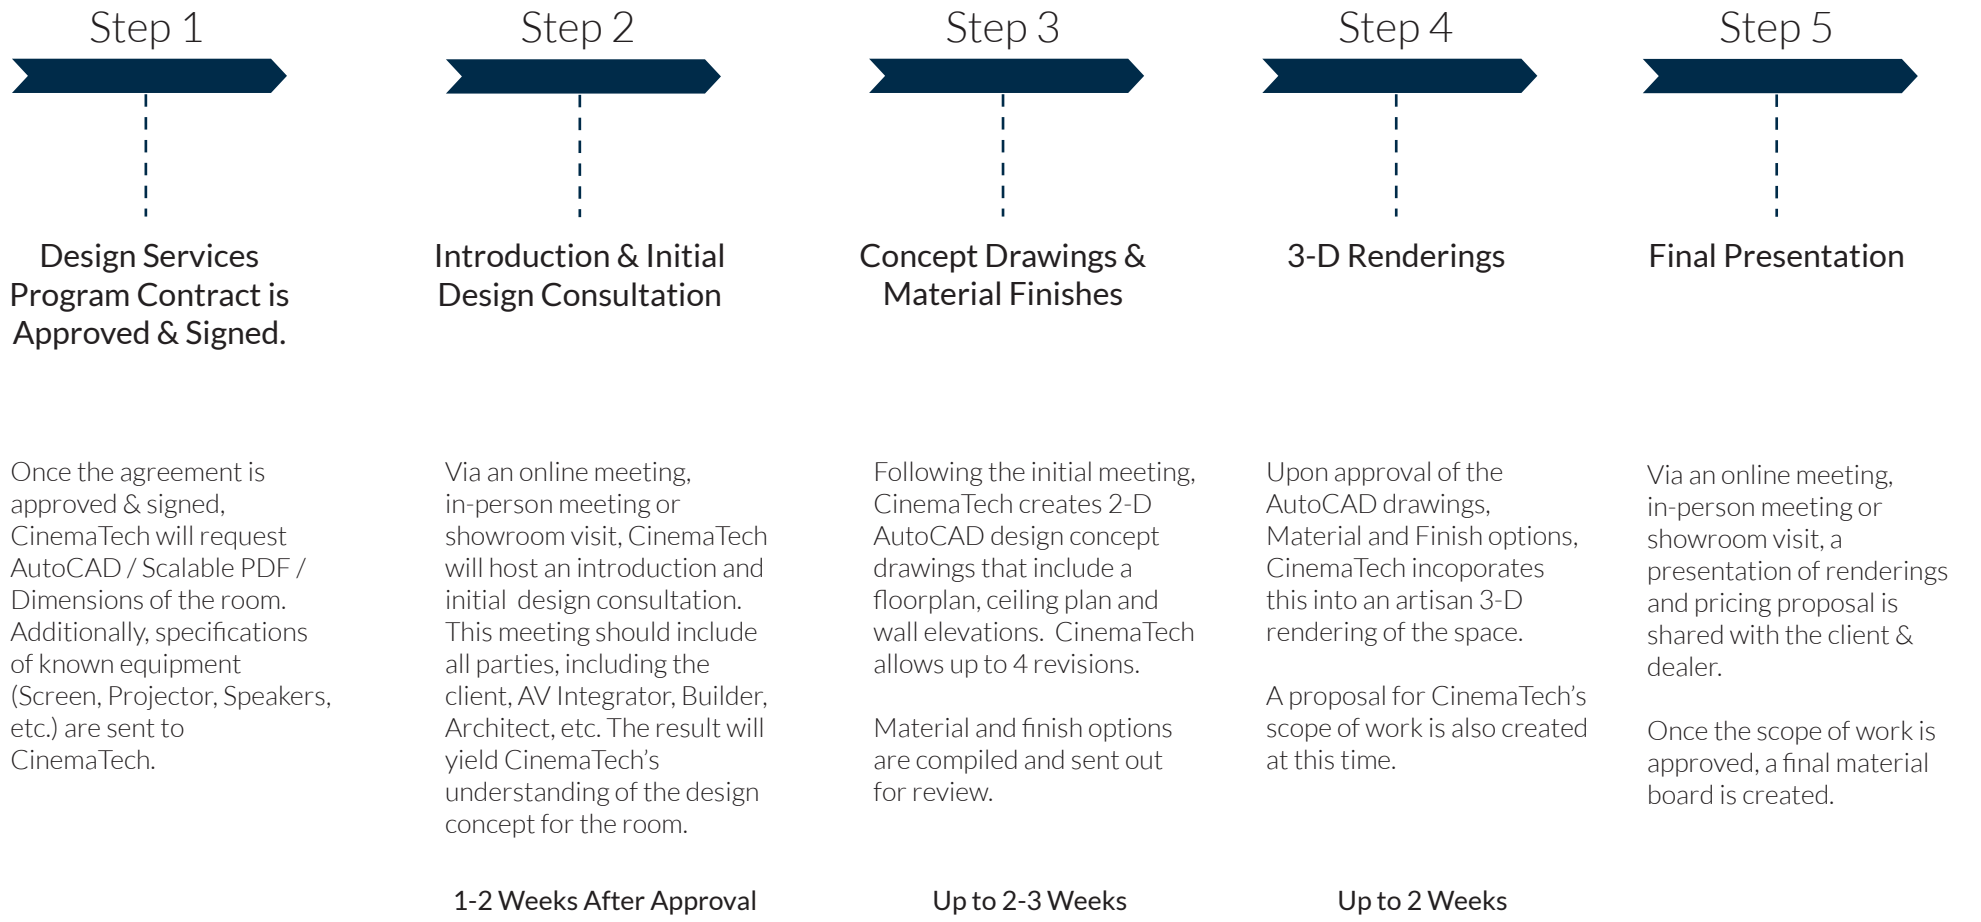 Step 1
Design Services
Program Contract is
Approved & Signed.
Once the agreement is
approved & signed,
CinemaTech will request
AutoCAD / Scalable PDF /
Dimensions of the room.
Additionally, specifications
of known equipment
(Screen, Projector, Speakers,
etc.) are sent to
CinemaTech.
Step 2
Introduction & Initial
Design Consultation
Via an online meeting,
in-person meeting or
showroom visit, CinemaTech
will host an introduction and
initial  design consultation.
This meeting should include
all parties, including the
client, AV Integrator, Builder,
Architect, etc. The result will
yield CinemaTech’s
understanding of the design
concept for the room.
1-2 Weeks After Approval
Step 3
Concept Drawings &
Material Finishes
Following the initial meeting,
CinemaTech creates 2-D
AutoCAD design concept
drawings that include a
floorplan, ceiling plan and
wall elevations.  CinemaTech
allows up to 4 revisions.
Material and finish options
are compiled and sent out
for review.
Up to 2-3 Weeks
Step 4
3-D Renderings
Upon approval of the
AutoCAD drawings,
Material and Finish options,
CinemaTech incoporates
this into an artisan 3-D
rendering of the space.
A proposal for CinemaTech’s
scope of work is also created
at this time.
Up to 2 Weeks
Step 5
Final Presentation
Via an online meeting,
in-person meeting or
showroom visit, a
presentation of renderings
and pricing proposal is
shared with the client &
dealer.
Once the scope of work is
approved, a final material
board is created.